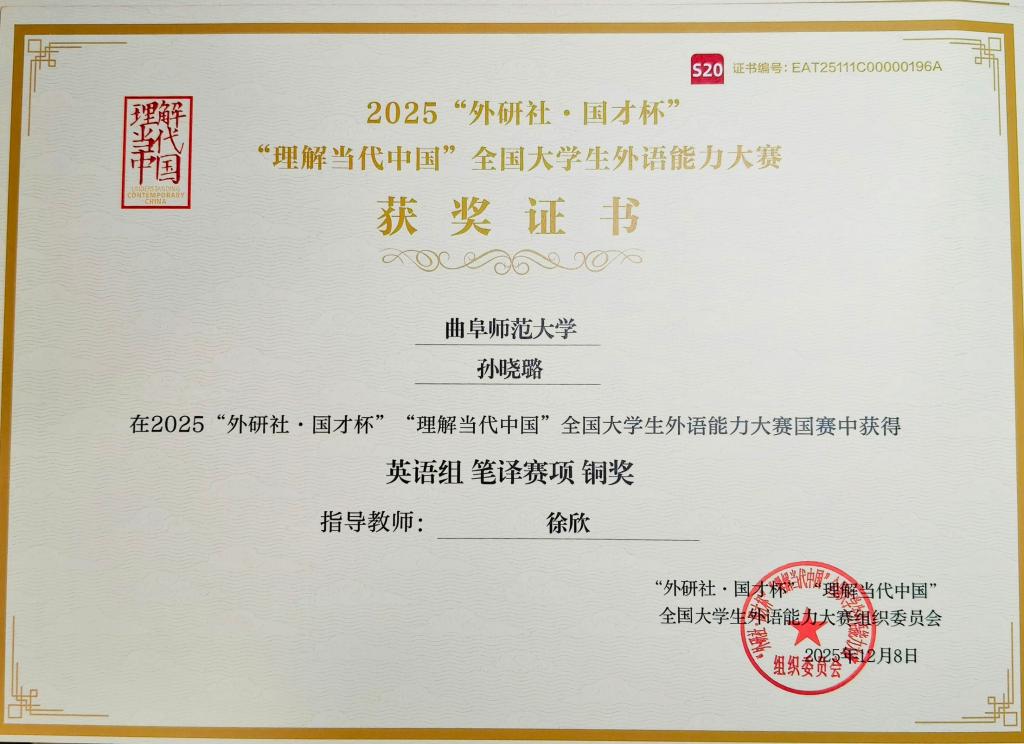 S20 证书编号：EAT25111C00000196A
理解
当代
中国
UNDERSTANDING
CONTEMPORARY
CHINA
2025“外研社·国才杯”
“理解当代中国”全国大学生外语能力大赛
获奖证书
曲阜师范大学
孙晓璐
在2025“外研社·国才杯”“理解当代中国”全国大学生外语能力大赛国赛中获得
英语组 笔译赛项 铜奖
指导教师： 徐欣
“外研社·国才杯”“理解当代中国”
全国大学生外语能力大赛组织委员会
2025年12月8日
组织委员会